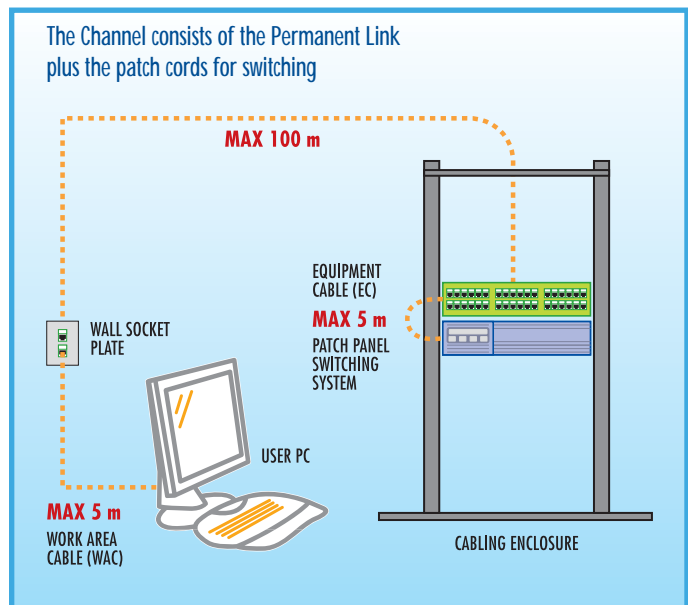 The Channel consists of the Permanent Link
plus the patch cords for switching
MAX 100 m
EQUIPMENT
CABLE (EC)
MAX 5 m
PATCH PANEL
SWITCHING
SYSTEM
WALL SOCKET
PLATE
USER PC
MAX 5 m
WORK AREA
CABLE (WAC)
CABLING ENCLOSURE